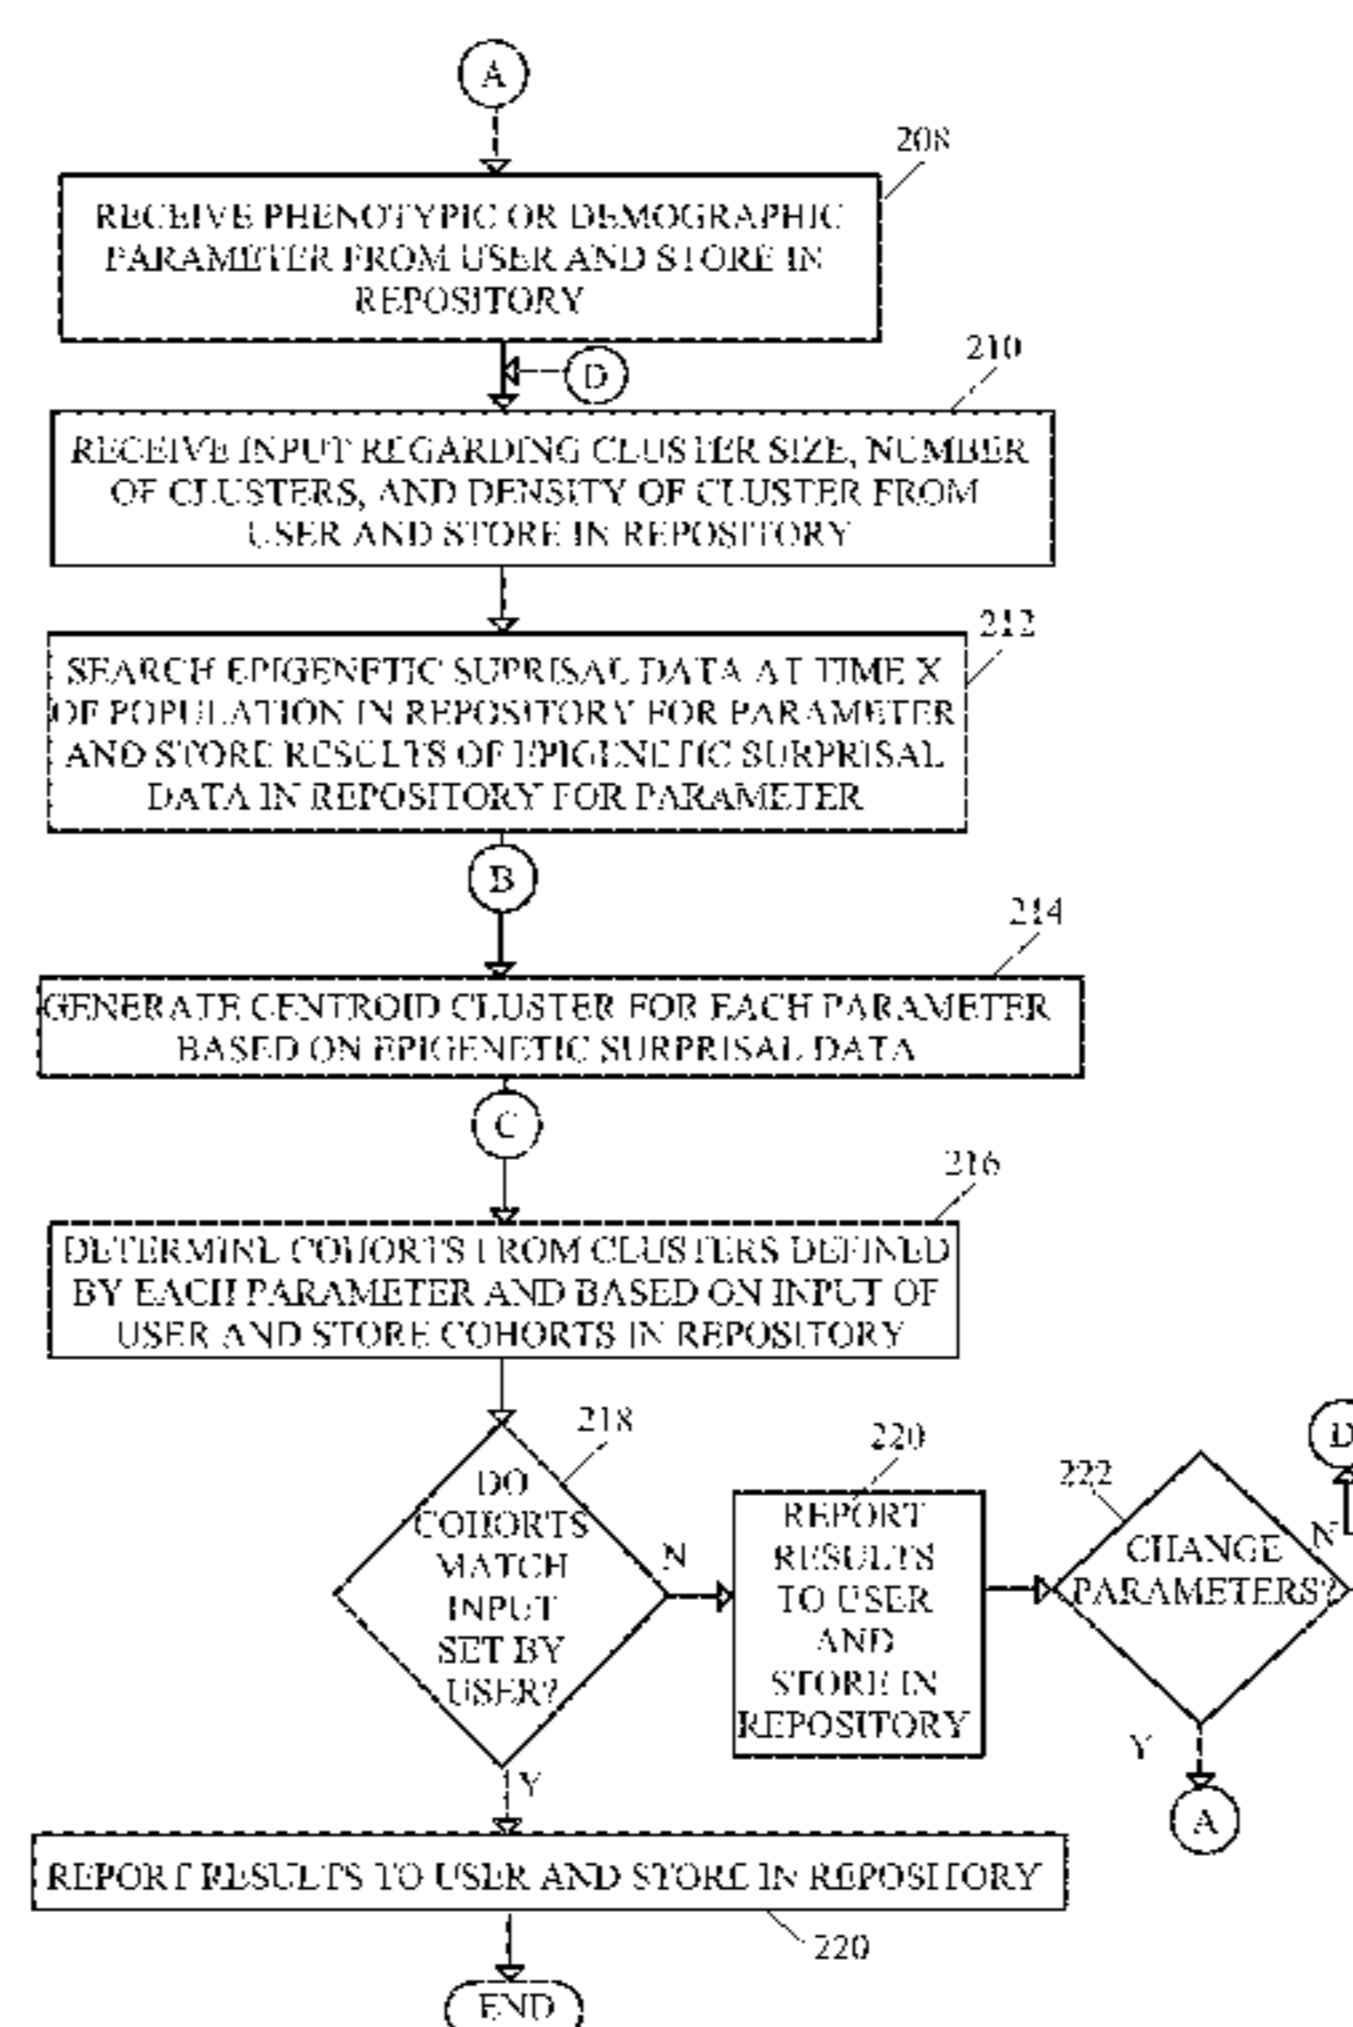 A
208
RECEIVE PHENOTYPIC OR DEMOGRAPHIC
PARAMETER FROM USER AND STORE IN
REPOSITORY
D
210
RECEIVE INPUT REGARDING CLUSTER SIZE, NUMBER
OF CLUSTERS, AND DENSITY OF CLUSTER FROM
USER AND STORE IN REPOSITORY
212
SEARCH EPIGENETIC SUPRISAL DATA AT TIME X
OF POPULATION IN REPOSITORY FOR PARAMETER
AND STORE RESULTS OF EPIGENETIC SURPRISAL
DATA IN REPOSITORY FOR PARAMETER
B
214
GENERATE CENTROID CLUSTER FOR EACH PARAMETER
BASED ON EPIGENETIC SURPRISAL DATA
C
216
DETERMINE COHORTS FROM CLUSTERS DEFINED
BY EACH PARAMETER AND BASED ON INPUT OF
USER AND STORE COHORTS IN REPOSITORY
218
DO
COHORTS
MATCH
INPUT
SET BY
USER?
N
220
REPORT
RESULTS
TO USER
AND
STORE IN
REPOSITORY
222
CHANGE
PARAMETERS?
N
D
Y
A
Y
REPORT RESULTS TO USER AND STORE IN REPOSITORY
220
END